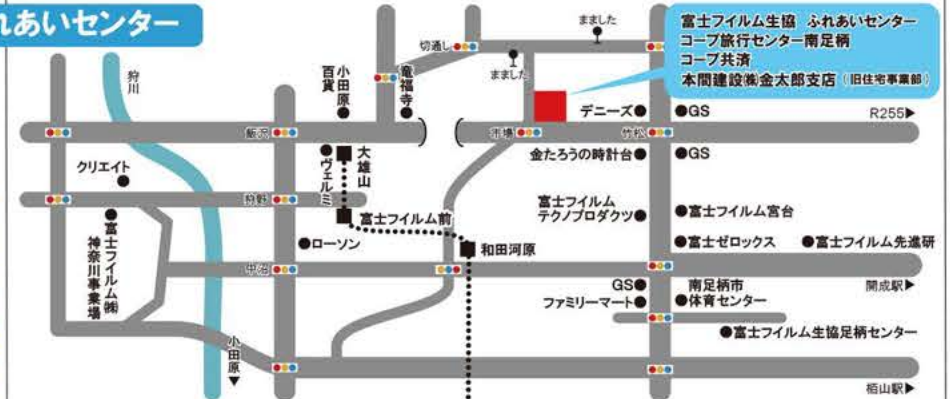 れあいセンター
富士フイルム生協 ふれあいセンター
コープ旅行センター南足柄
コープ共済
本間建設㈱金太郎支店（旧住宅事業部）
まました
切通し
まました
狩川
小田原
百貨
竜福寺
デニーズ
GS
R255▶
飯沢
市場
竹松
クリエイト
ヴェルミ
大雄山
金たろうの時計台
GS
狩野
富士フイルム前
富士フイルム
テクノプロダクツ
富士フイルム宮台
富士フイルム㈱
神奈川事業場
ローソン
和田河原
富士ゼロックス
富士フイルム先進研
中沼
GS
ファミリーマート
南足柄市
体育センター
開成駅▶
小田原▼
富士フイルム生協足柄センター
栢山駅▶